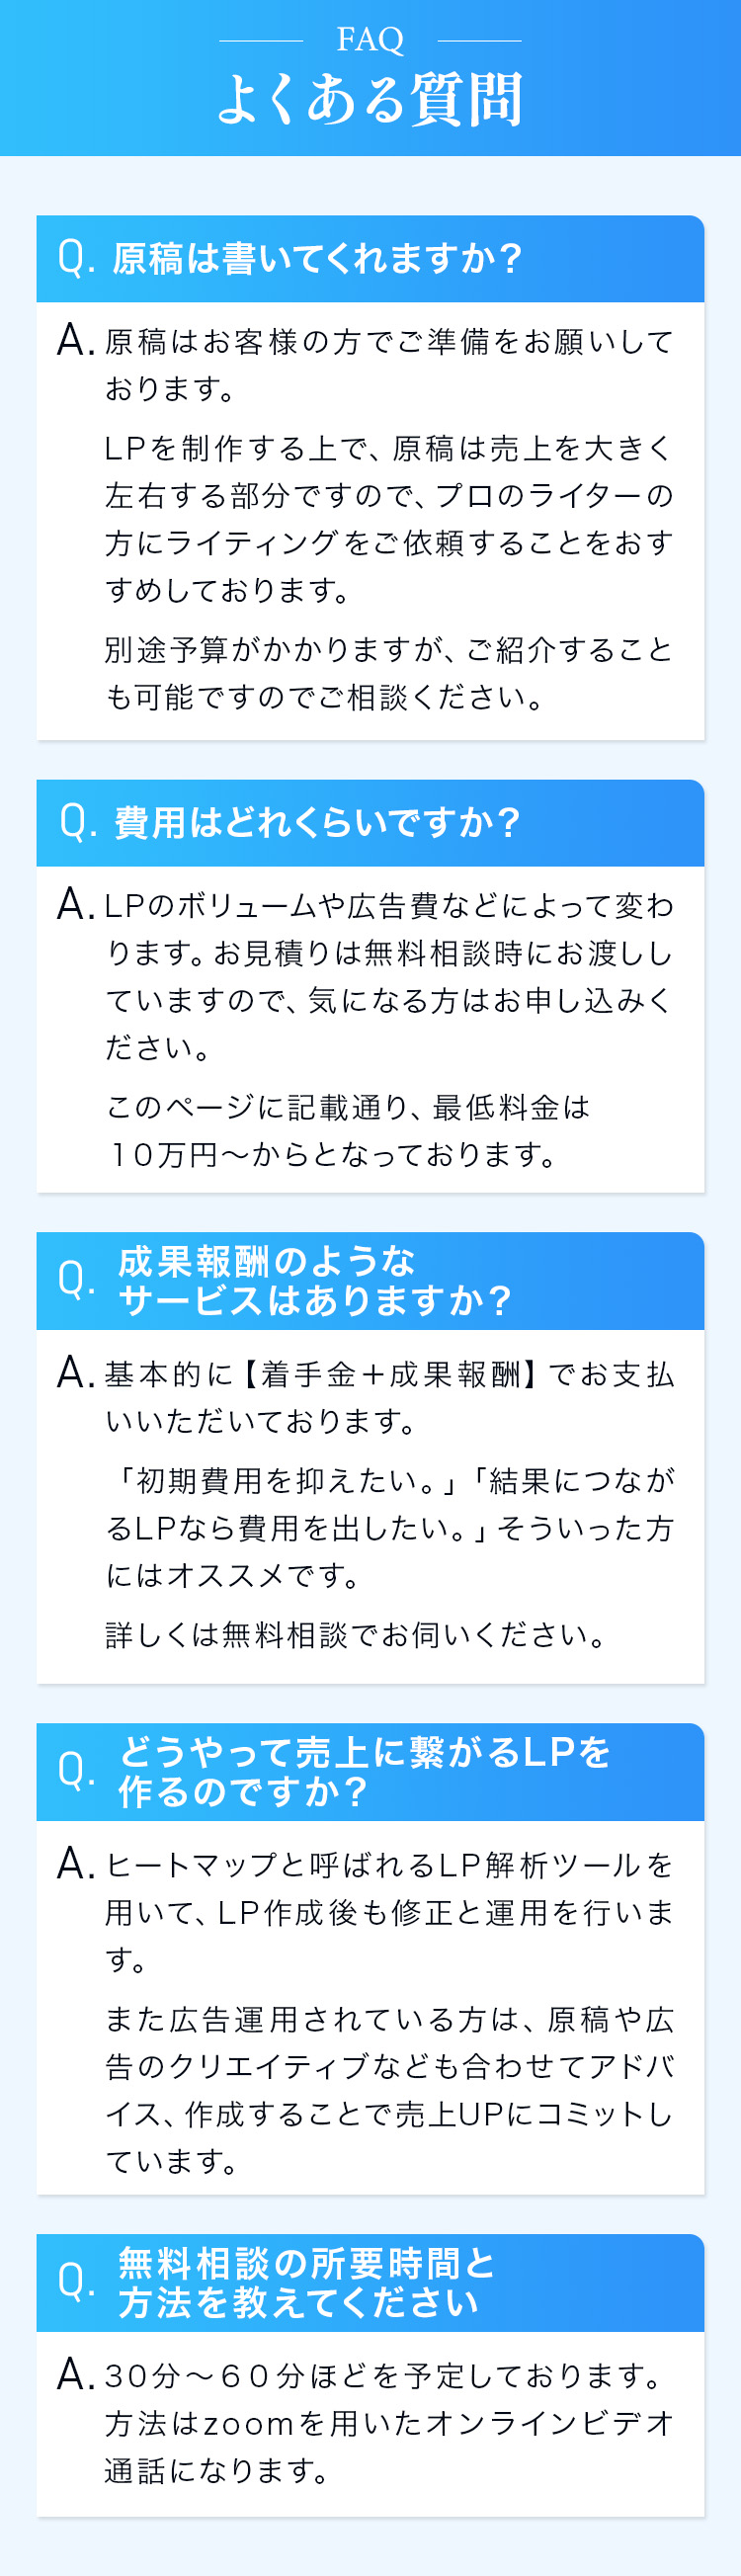 FAQ
よくある質問
Q. 原稿は書いてくれますか？
A. 原稿はお客様の方でご準備をお願いして
おります。
LPを制作する上で、原稿は売上を大きく
左右する部分ですので、プロのライターの
方にライティングをご依頼することをおす
すめしております。
別途予算がかかりますが、ご紹介すること
も可能ですのでご相談ください。
Q. 費用はどれくらいですか？
A. LPのボリュームや広告費などによって変わ
ります。お見積りは無料相談時にお渡しし
ていますので、気になる方はお申し込みく
ださい。
このページに記載通り、最低料金は
１０万円〜からとなっております。
Q. 成果報酬のような
サービスはありますか？
A. 基本的に【着手金＋成果報酬】でお支払
いいただいております。
「初期費用を抑えたい。」「結果につなが
るLPなら費用を出したい。」そういった方
にはオススメです。
詳しくは無料相談でお伺いください。
Q. どうやって売上に繋がるLPを
作るのですか？
A. ヒートマップと呼ばれるLP解析ツールを
用いて、LP作成後も修正と運用を行いま
す。
また広告運用されている方は、原稿や広
告のクリエイティブなども合わせてアドバ
イス、作成することで売上UPにコミットし
ています。
Q. 無料相談の所要時間と
方法を教えてください
A. 30分〜６０分ほどを予定しております。
方法はzoomを用いたオンラインビデオ
通話になります。